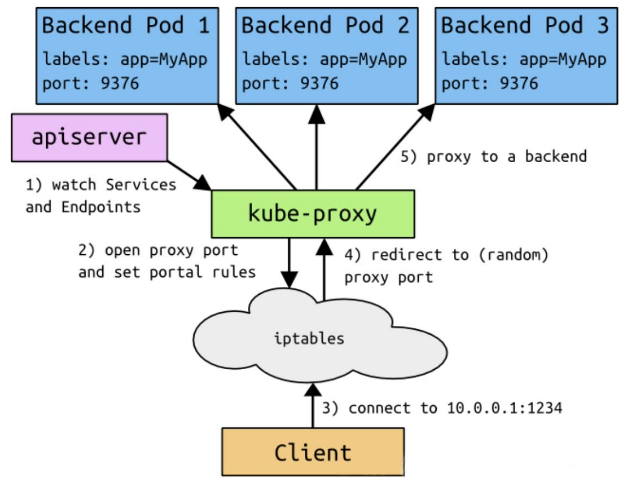 Backend Pod 1
labels: app=MyApp
port: 9376
Backend Pod 2
labels: app=MyApp
port: 9376
Backend Pod 3
labels: app=MyApp
port: 9376
apiserver
5) proxy to a backend
1) watch Services
and Endpoints
kube-proxy
2) open proxy port
and set portal rules
4) redirect to (random)
proxy port
iptables
3) connect to 10.0.0.1:1234
Client